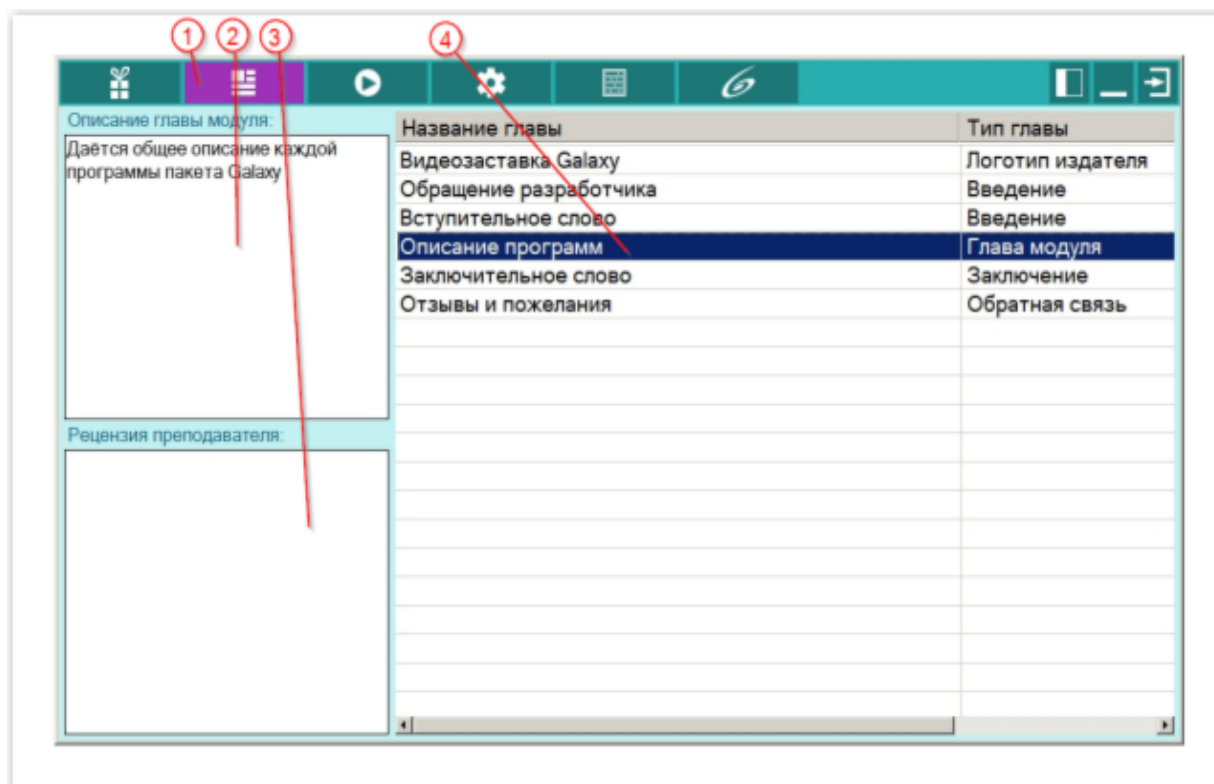 1 2 3 4
Описание главы модуля:
Даётся общее описание каждой
программы пакета Galaxy
Рецензия преподавателя:
Название главы Тип главы
Видеозаставка Galaxy Логотип издателя
Обращение разработчика Введение
Вступительное слово Введение
Описание программ Глава модуля
Заключительное слово Заключение
Отзывы и пожелания Обратная связь